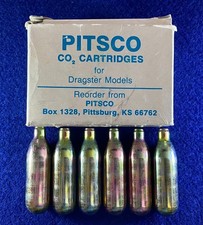 PITSCO
CO₂ CARTRIDGES
for
Dragster Models
Reorder from
PITSCO
Box 1328, Pittsburg, KS 66762